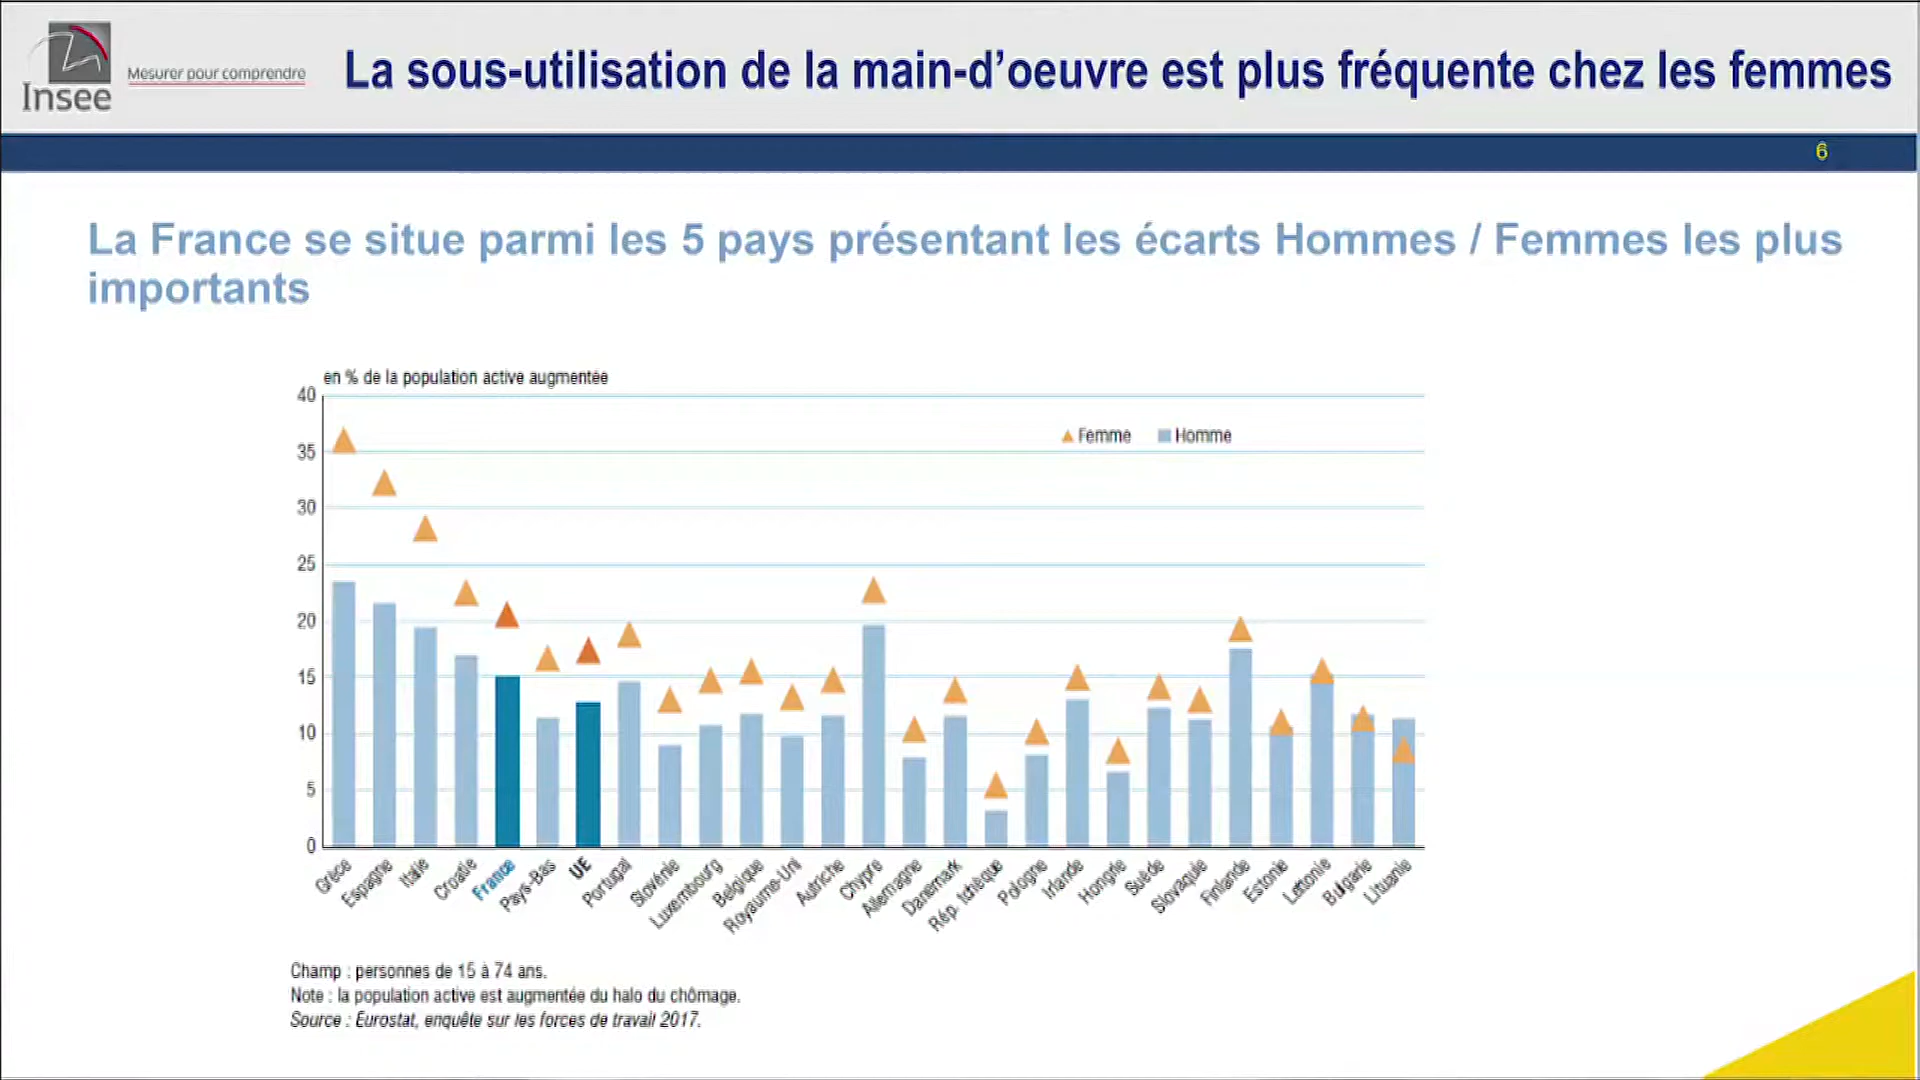 Insee
Mesurer pour comprendre
La sous-utilisation de la main-d’oeuvre est plus fréquente chez les femmes
6
La France se situe parmi les 5 pays présentant les écarts Hommes / Femmes les plus
importants
en % de la population active augmentée
40
35
30
25
20
15
10
5
0
Femme
Homme
Grèce
Espagne
Italie
Croatie
France
Pays-Bas
UE
Portugal
Slovénie
Luxembourg
Belgique
Royaume-Uni
Autriche
Chypre
Allemagne
Danemark
Rép. tchèque
Pologne
Irlande
Hongrie
Suède
Slovaquie
Finlande
Estonie
Lettonie
Bulgarie
Lituanie
Champ : personnes de 15 à 74 ans.
Note : la population active est augmentée du halo du chômage.
Source : Eurostat, enquête sur les forces de travail 2017.